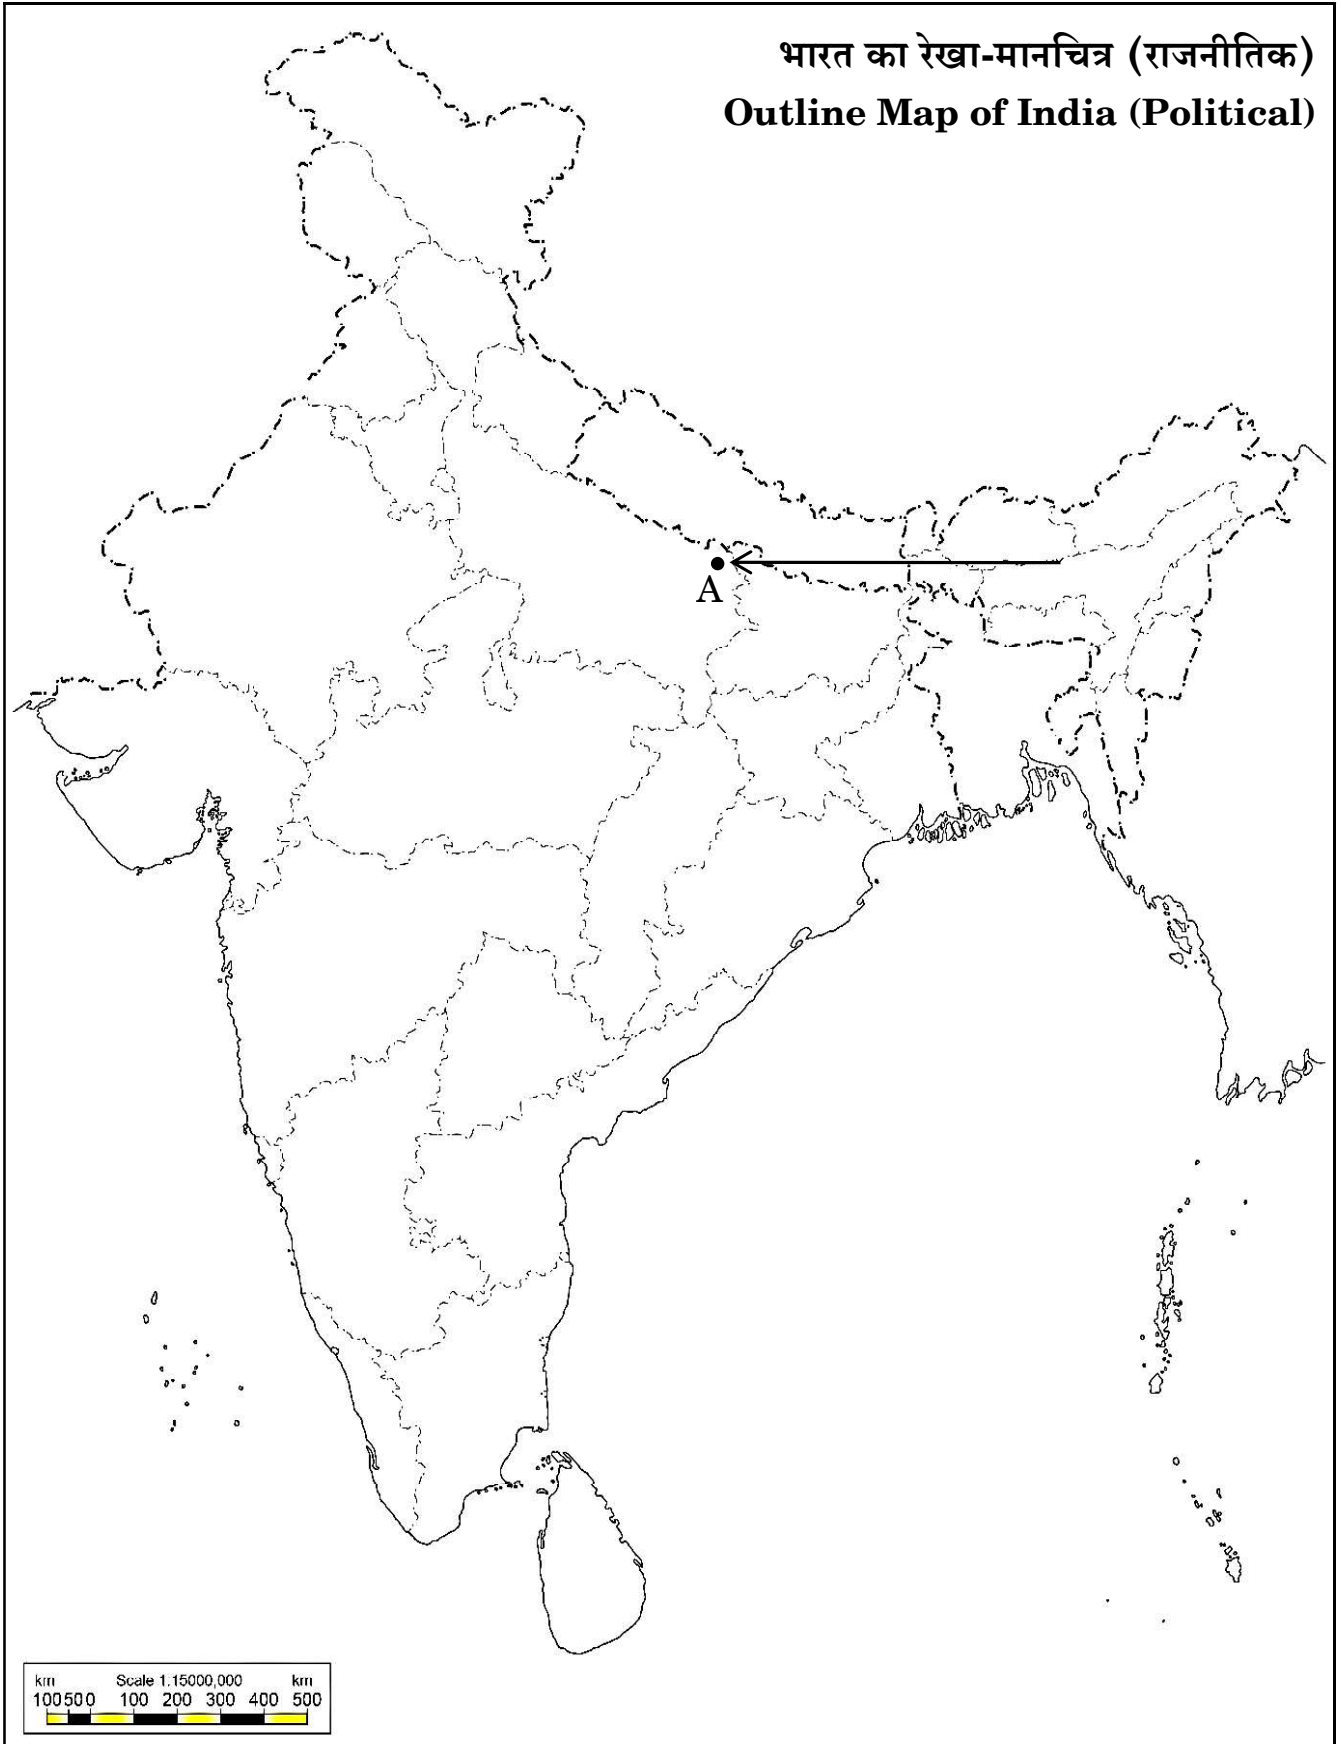 भारत का रेखा-मानचित्र (राजनीतिक)
Outline Map of India (Political)
A
km Scale 1:15000,000 km
100 50 0 100 200 300 400 500